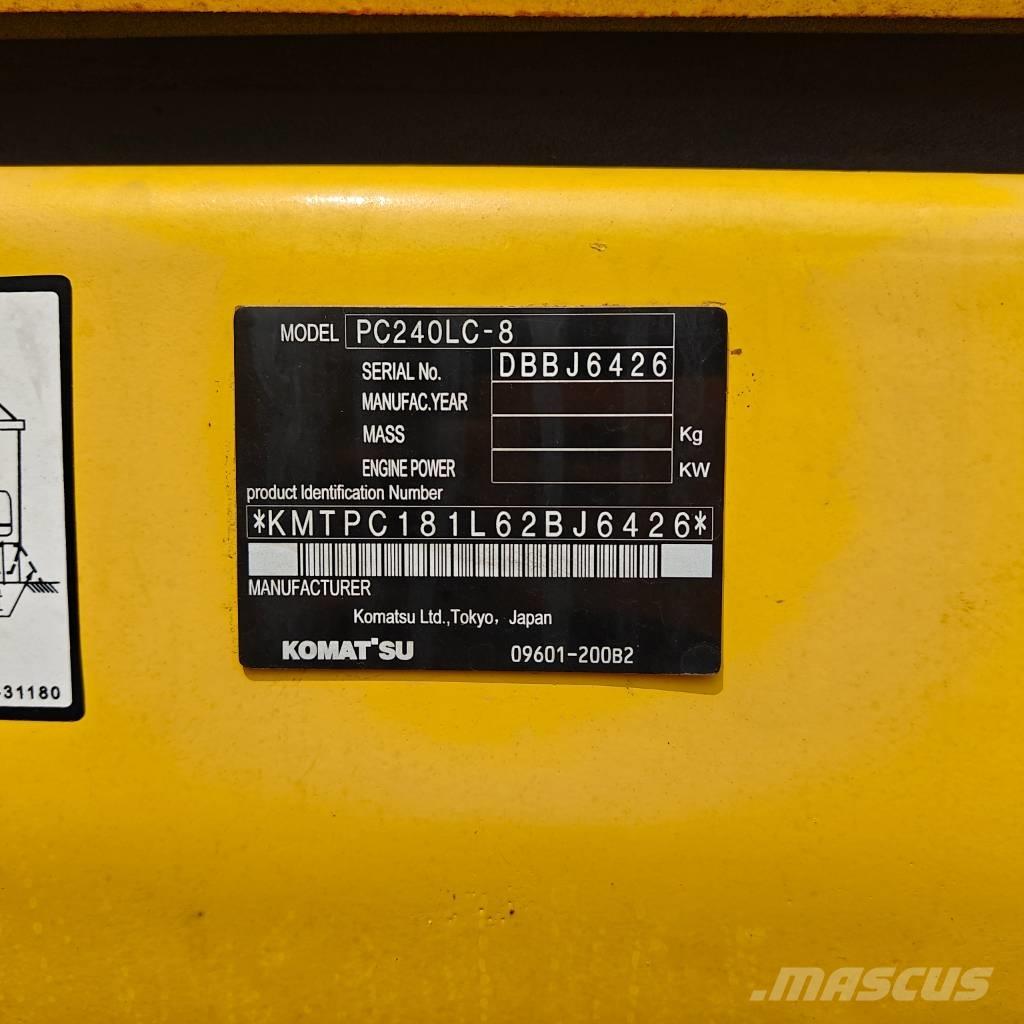 MODEL PC240LC-8
SERIAL No. DBBJ6426
MANUFAC.YEAR
MASS Kg
ENGINE POWER KW
product Identification Number
*KMTPC181L62BJ6426*
MANUFACTURER
Komatsu Ltd.,Tokyo, Japan
KOMATSU 09601-200B2
-31180
.MASCUS